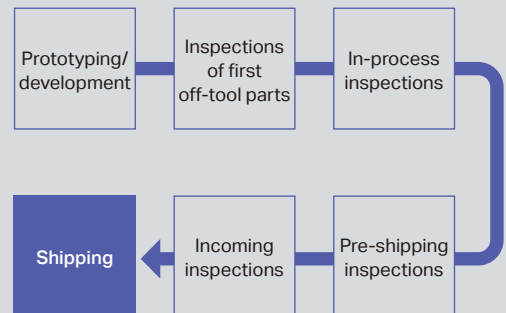 Prototyping/
development
Inspections
of first
off-tool parts
In-process
inspections
Shipping
Incoming
inspections
Pre-shipping
inspections